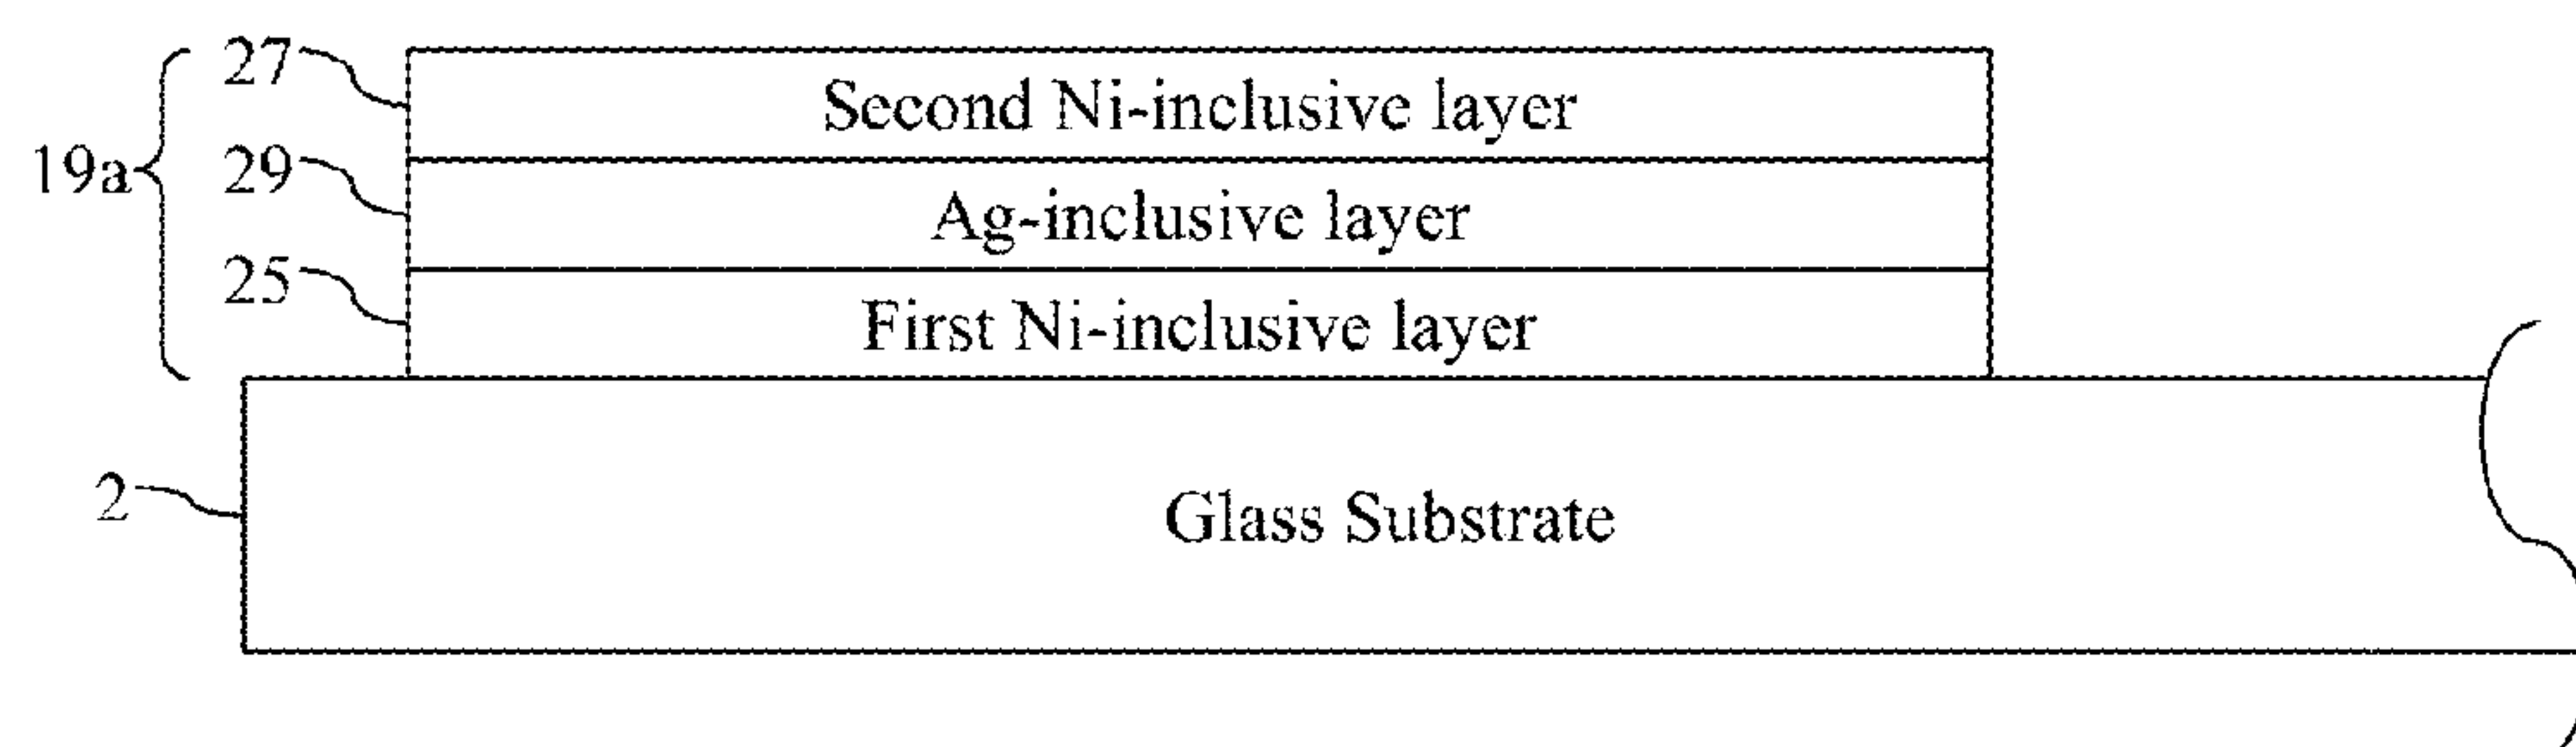 27 Second Ni-inclusive layer
19a 29 Ag-inclusive layer
25 First Ni-inclusive layer
2 Glass Substrate